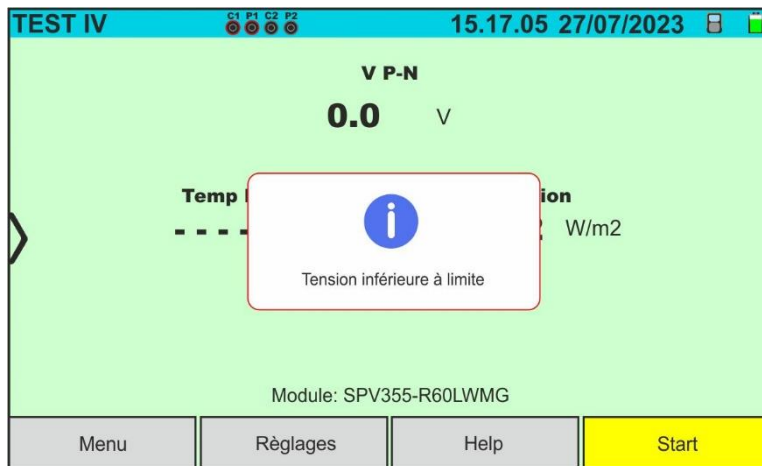 TEST IV C1 P1 C2 P2 15.17.05 27/07/2023
V P-N
0.0 V
Temp
- - - - W/m2
Tension inférieure à limite
Module: SPV355-R60LWMG
Menu Règlages Help Start